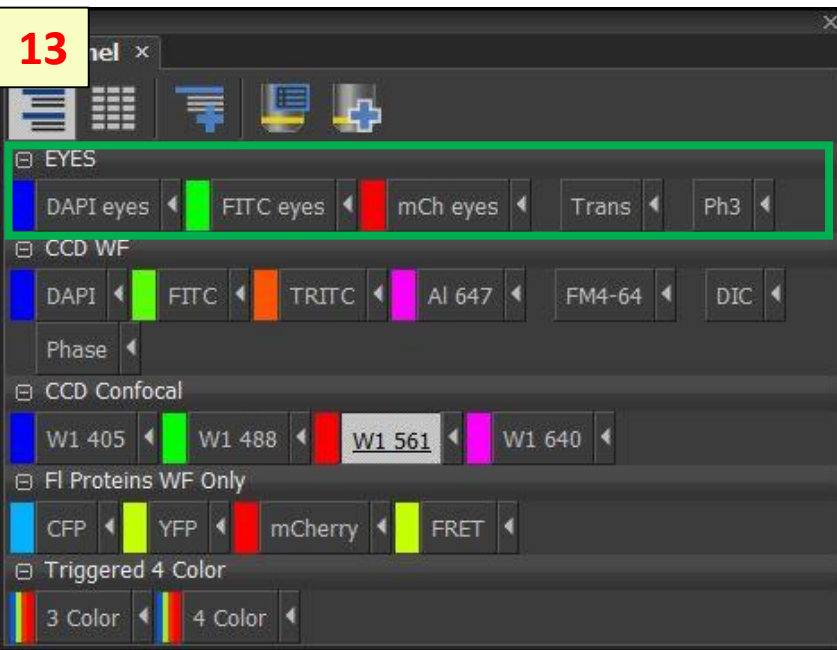 13
nel ×
EYES
DAPI eyes FITC eyes mCh eyes Trans Ph3
CCD WF
DAPI FITC TRITC Al 647 FM4-64 DIC
Phase
CCD Confocal
W1 405 W1 488 W1 561 W1 640
Fl Proteins WF Only
CFP YFP mCherry FRET
Triggered 4 Color
3 Color 4 Color